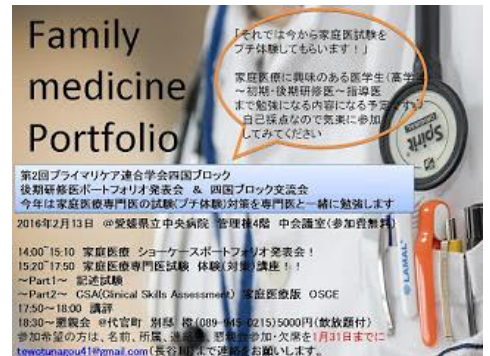 Family
medicine
Portfolio
「それでは今から家庭医試験を
プチ体験してもらいます！」
家庭医療に興味のある医学生(高学年
～初期・後期研修医～指導医
まで勉強になる内容になる予定です
自己採点なので気楽に参加
してみてください
Spirit
第2回プライマリケア連合学会四国ブロック
後期研修医ポートフォリオ発表会 & 四国ブロック交流会
今年は家庭医療専門医の試験(プチ体験)対策を専門医と一緒に勉強します
2016年2月13日 @愛媛県立中央病院 管理棟4階 中会議室(参加費無料)
14:00~15:10 家庭医療 ショーケースポートフォリオ発表会！
15:20~17:50 家庭医療専門医試験 体験(対策)講座！！
～Part1～ 記述試験
～Part2～ CSA(Clinical Skills Assessment) 家庭医療版 OSCE
17:50～18:00 講評
18:30～懇親会 @代官町 別邸 橙(089-945-0215)5000円(飲放題付)
参加希望の方は、名前、所属、連絡先、懇親会参加・欠席を1月31日までに
tewotunagou41@gmail.com(長谷川)まで連絡をお願いします。
LAMAL